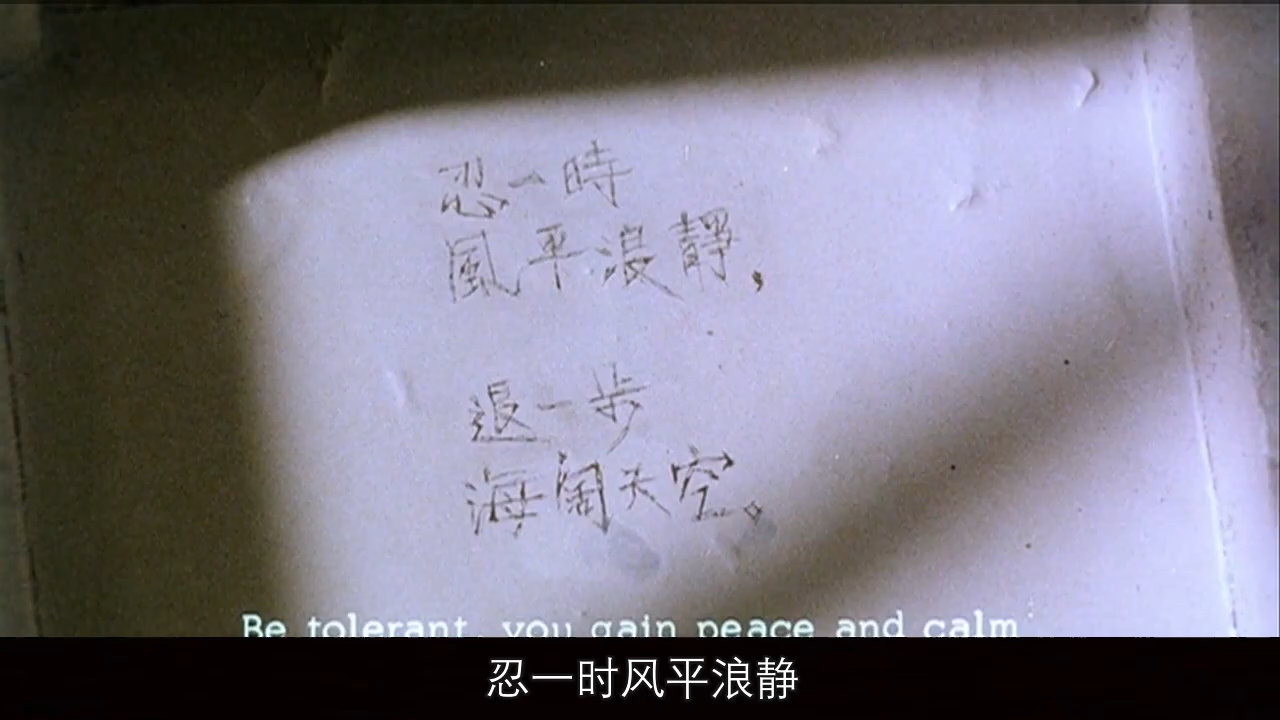 忍一時
風平浪靜，
退一步
海闊天空。
Be tolerant, you gain peace and calm
忍一时风平浪静